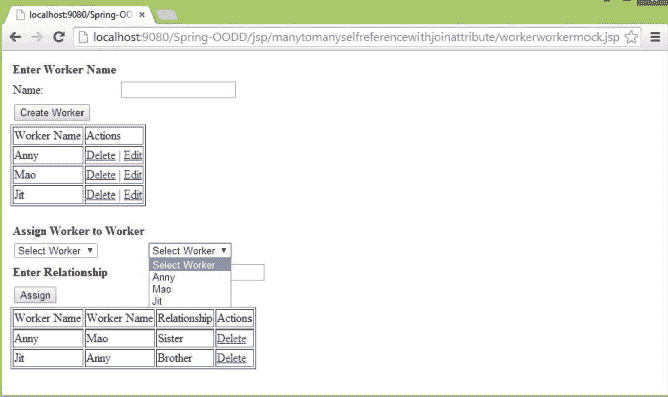 localhost:9080/Spring-OOD
localhost:9080/Spring-OODD/jsp/manytomanyselfreferencewithjoinattribute/workerworkermock.jsp
Enter Worker Name
Name:
Create Worker
Worker Name Actions
Anny Delete | Edit
Mao Delete | Edit
Jit Delete | Edit
Assign Worker to Worker
Select Worker Select Worker
Select Worker
Enter Relationship
Anny
Mao
Assign
Jit
Worker Name Worker Name Relationship Actions
Anny Mao Sister Delete
Jit Anny Brother Delete